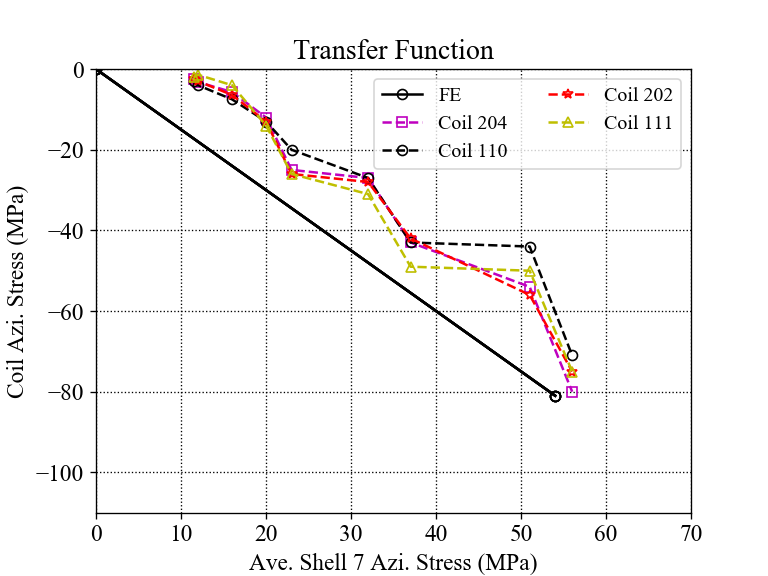 Transfer Function
FE
Coil 204
Coil 110
Coil 202
Coil 111
Coil Azi. Stress (MPa)
0
−20
−40
−60
−80
−100
0 10 20 30 40 50 60 70
Ave. Shell 7 Azi. Stress (MPa)